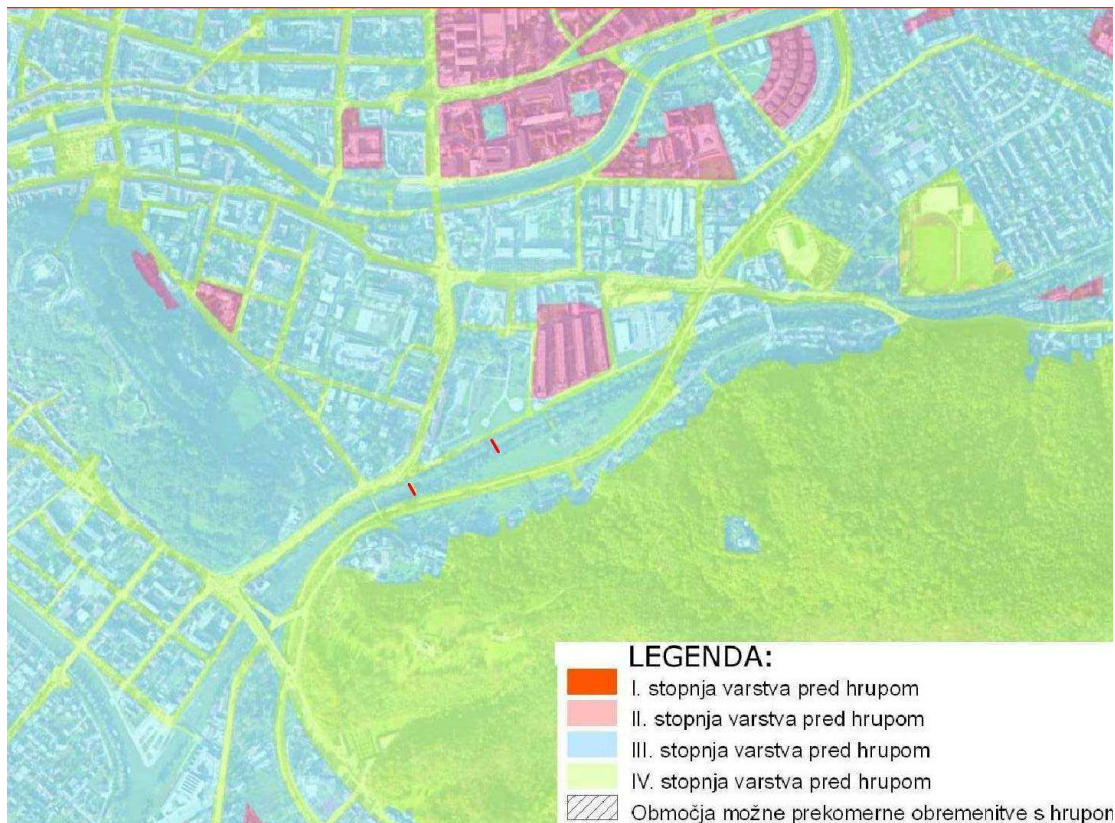 LEGENDA:
I. stopnja varstva pred hrupom
II. stopnja varstva pred hrupom
III. stopnja varstva pred hrupom
IV. stopnja varstva pred hrupom
Območja možne prekomerne obremenitve s hrupom